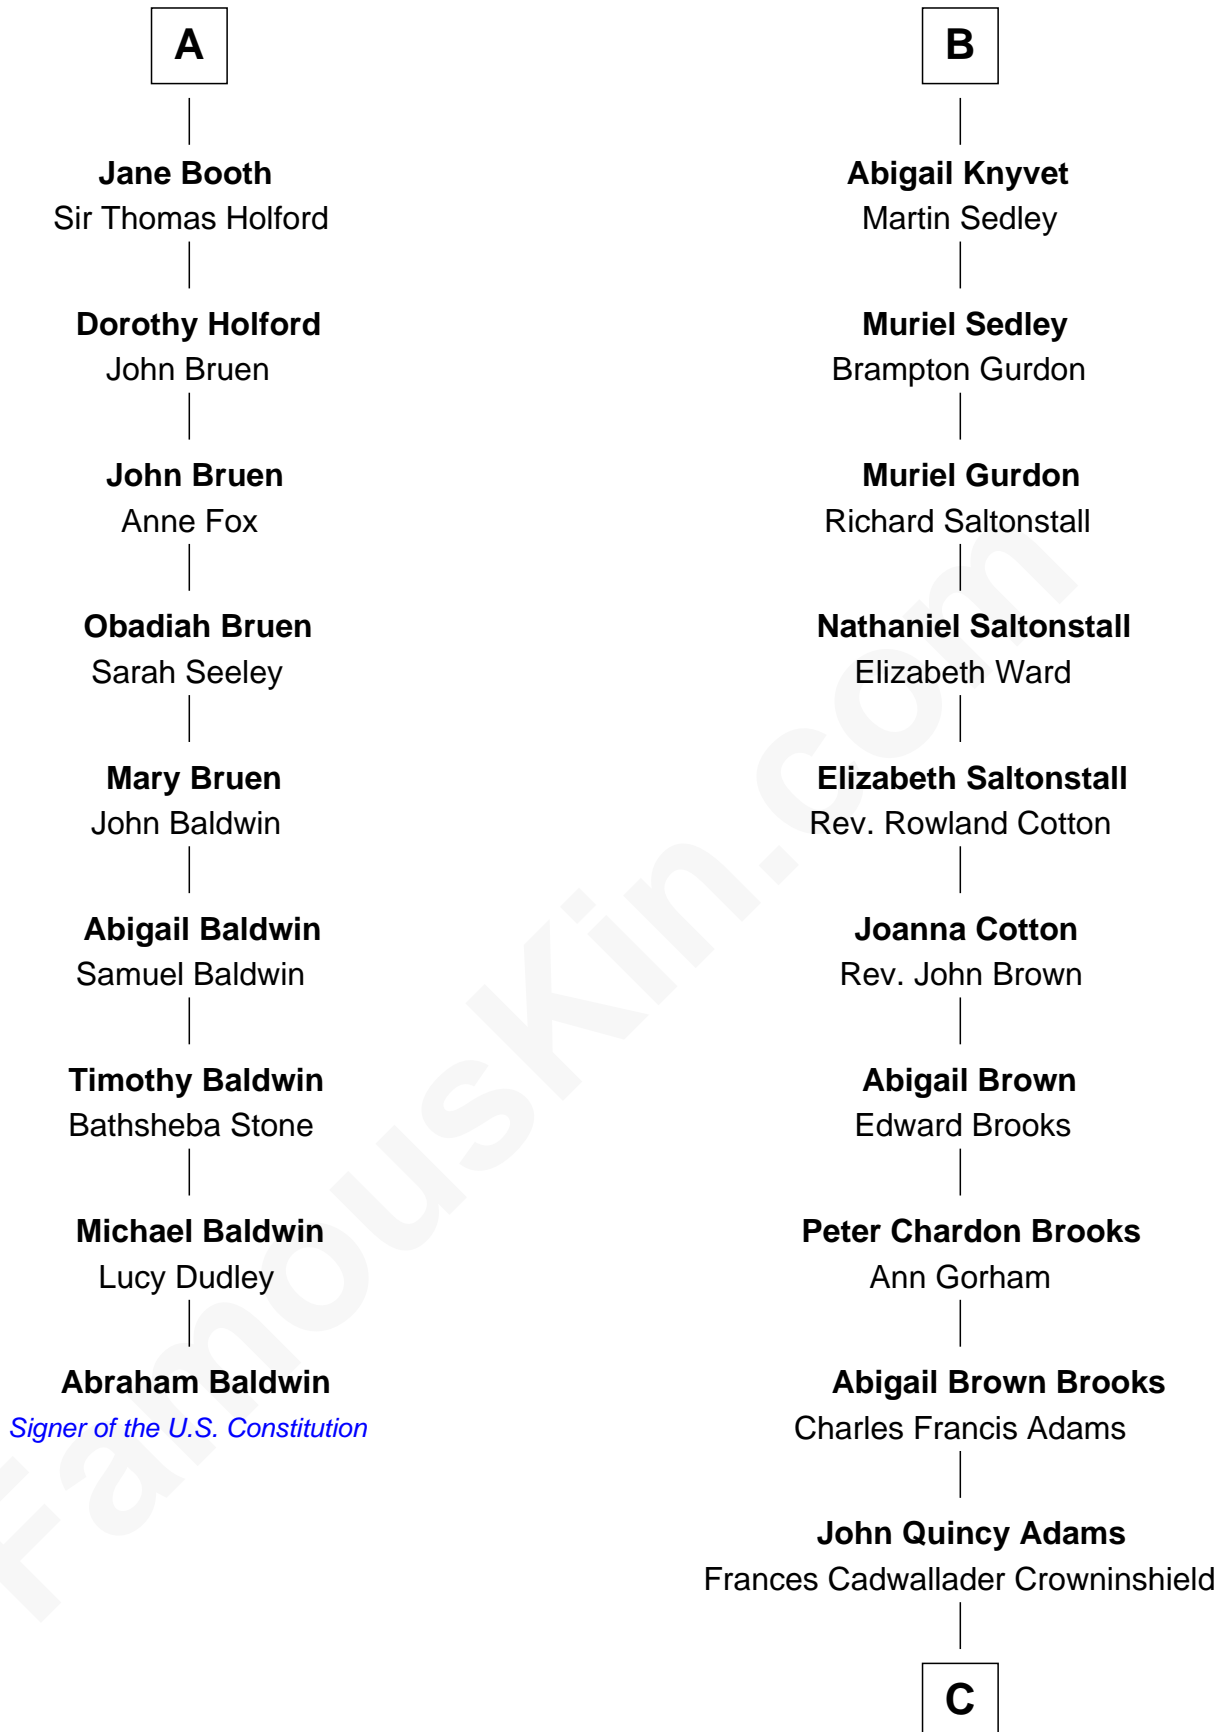 A
Jane Booth
Sir Thomas Holford
Dorothy Holford
John Bruen
John Bruen
Anne Fox
Obadiah Bruen
Sarah Seeley
Mary Bruen
John Baldwin
Abigail Baldwin
Samuel Baldwin
Timothy Baldwin
Bathsheba Stone
Michael Baldwin
Lucy Dudley
Abraham Baldwin
Signer of the U.S. Constitution
B
Abigail Knyvet
Martin Sedley
Muriel Sedley
Brampton Gurdon
Muriel Gurdon
Richard Saltonstall
Nathaniel Saltonstall
Elizabeth Ward
Elizabeth Saltonstall
Rev. Rowland Cotton
Joanna Cotton
Rev. John Brown
Abigail Brown
Edward Brooks
Peter Chardon Brooks
Ann Gorham
Abigail Brown Brooks
Charles Francis Adams
John Quincy Adams
Frances Cadwallader Crowninshield
C
FamousKin.com